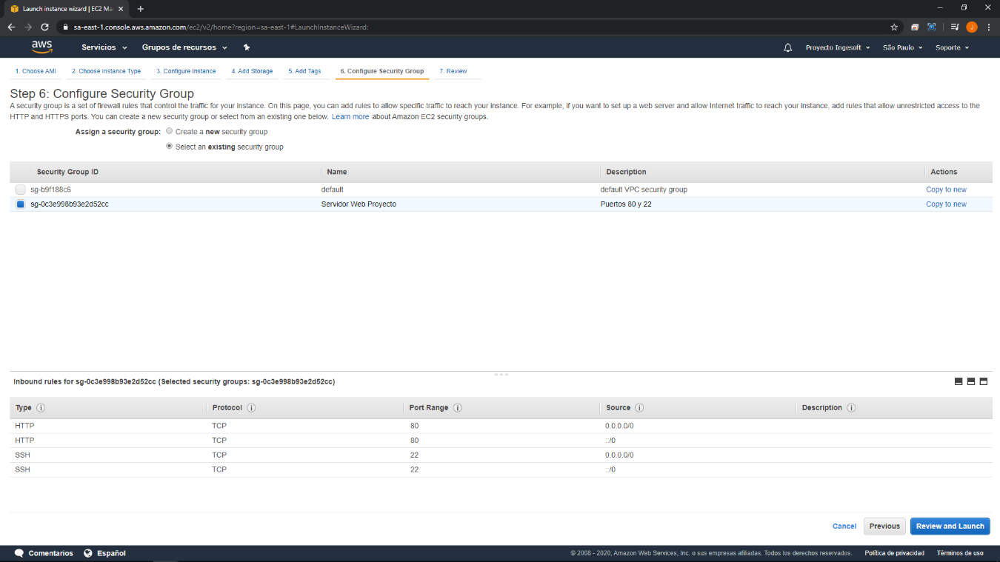 Launch instance wizard | EC2 Ma
sa-east-1.console.aws.amazon.com/ec2/v2/home?region=sa-east-1#LaunchInstanceWizard:
J
aws Servicios Grupos de recursos Proyecto Ingesoft São Paulo Soporte
1. Choose AMI 2. Choose Instance Type 3. Configure Instance 4. Add Storage 5. Add Tags 6. Configure Security Group 7. Review
Step 6: Configure Security Group
A security group is a set of firewall rules that control the traffic for your instance. On this page, you can add rules to allow specific traffic to reach your instance. For example, if you want to set up a web server and allow Internet traffic to reach your instance, add rules that allow unrestricted access to the
HTTP and HTTPS ports. You can create a new security group or select from an existing one below. Learn more about Amazon EC2 security groups.
Assign a security group: Create a new security group
Select an existing security group
Security Group ID Name Description Actions
sg-b9f188c6 default default VPC security group Copy to new
sg-0c3e998b93e2d52cc Servidor Web Proyecto Puertos 80 y 22 Copy to new
Inbound rules for sg-0c3e998b93e2d52cc (Selected security groups: sg-0c3e998b93e2d52cc)
Type i Protocol i Port Range i Source i Description i
HTTP TCP 80 0.0.0.0/0
HTTP TCP 80 ::/0
SSH TCP 22 0.0.0.0/0
SSH TCP 22 ::/0
Cancel Previous Review and Launch
Comentarios Español © 2008 - 2020, Amazon Web Services, Inc. o sus empresas afiliadas. Todos los derechos reservados. Política de privacidad Términos de uso